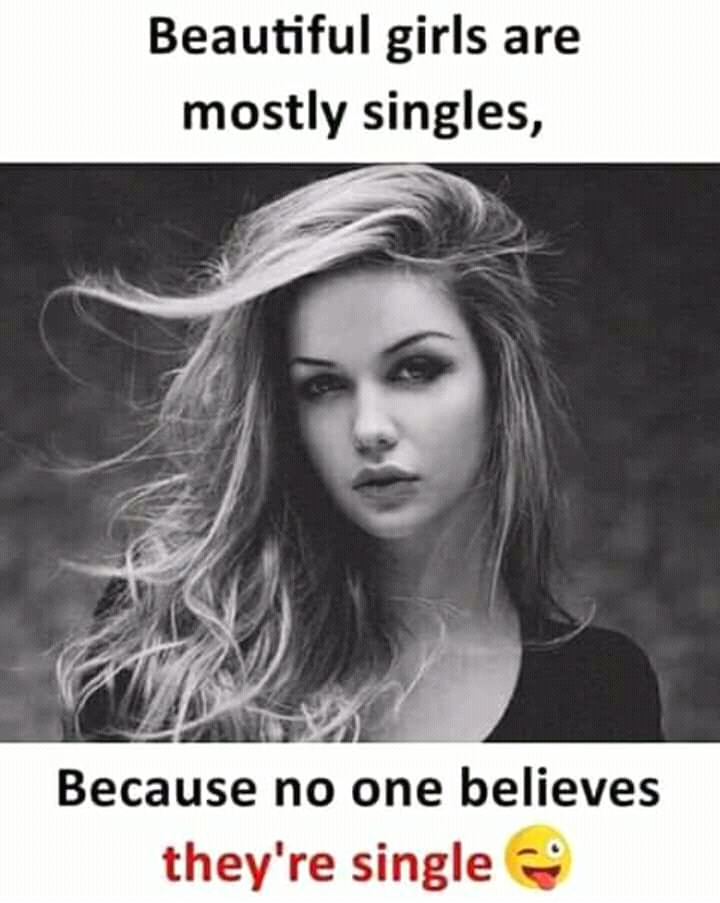 Beautiful girls are
mostly singles,
Because no one believes
they're single 😜